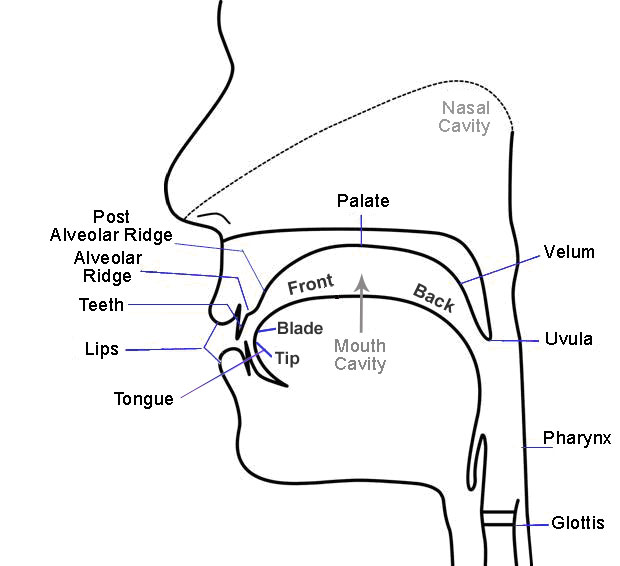 Nasal
Cavity
Palate
Post
Alveolar Ridge
Velum
Alveolar
Ridge
Front
Back
Teeth
Blade
Uvula
Mouth
Cavity
Lips
Tip
Tongue
Pharynx
Glottis